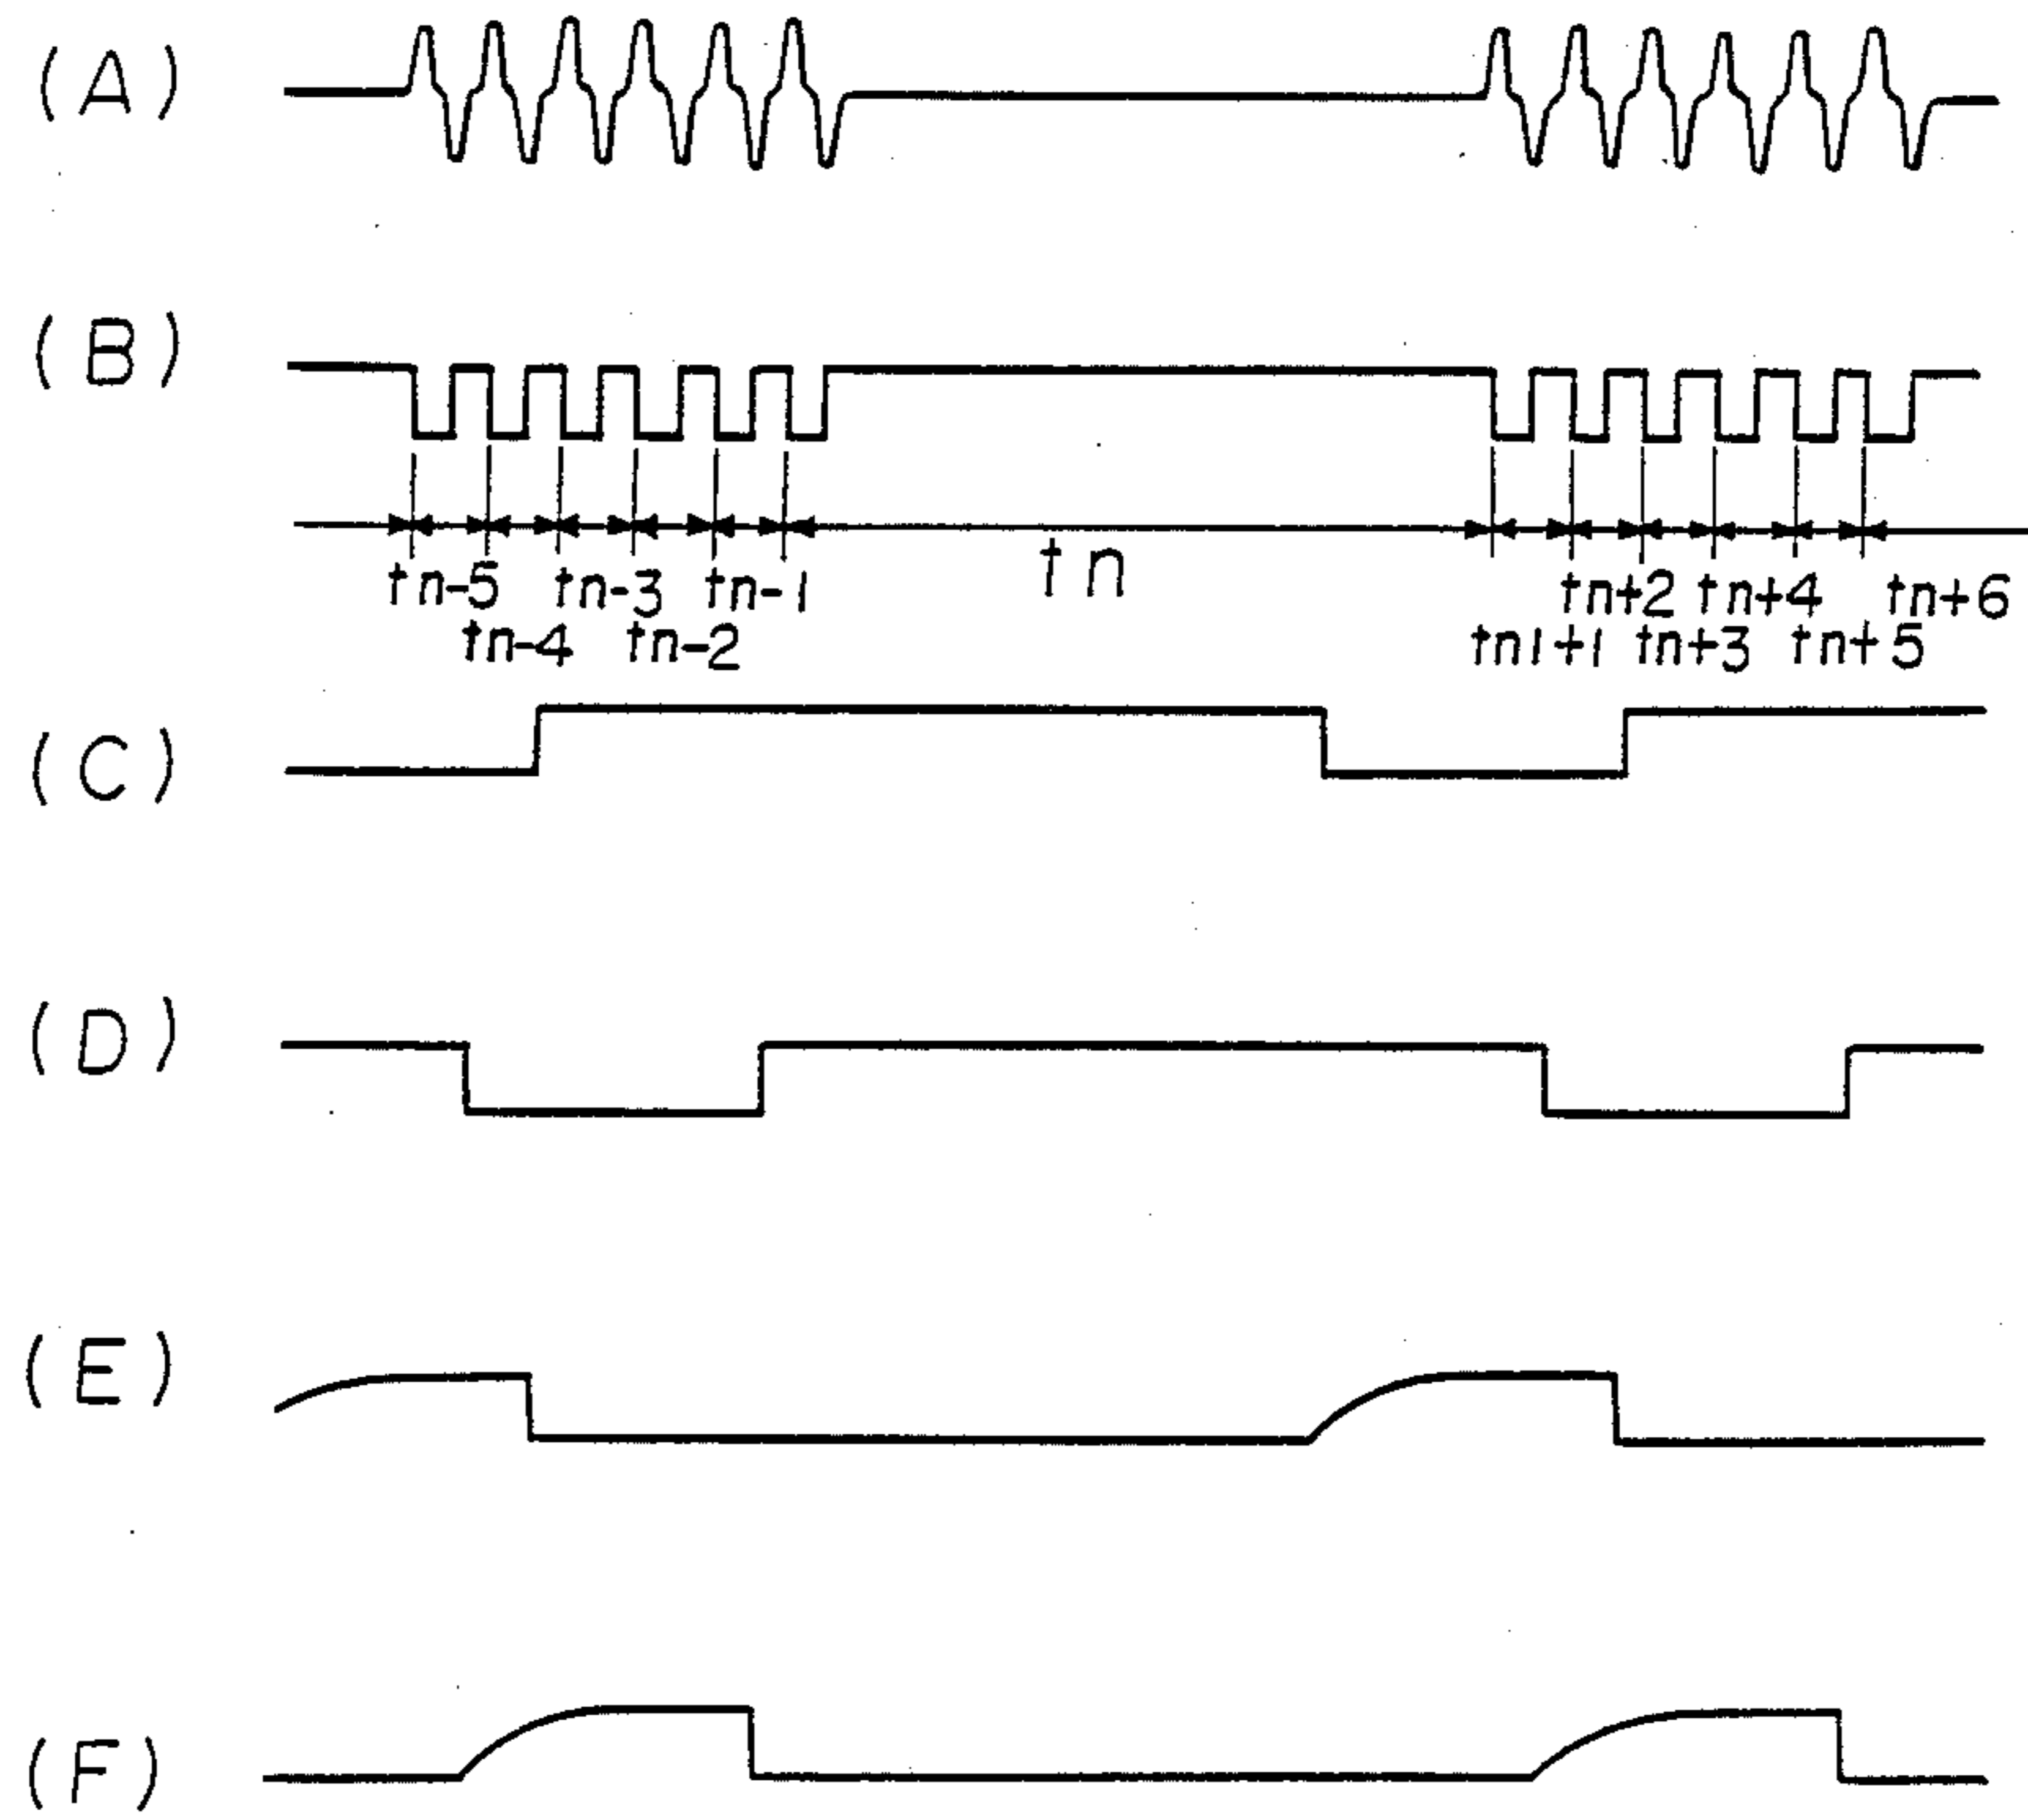 (A)
(B)
tn-5 tn-3 tn-1 tn tn+2 tn+4 tn+6
tn-4 tn-2 tn1+1 tn+3 tn+5
(C)
(D)
(E)
(F)